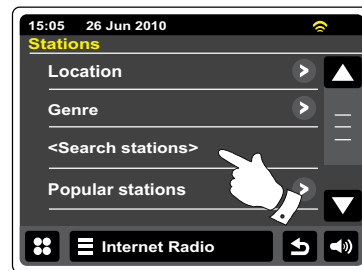 15:05 26 Jun 2010
Stations
Location
Genre
<Search stations>
Popular stations
Internet Radio